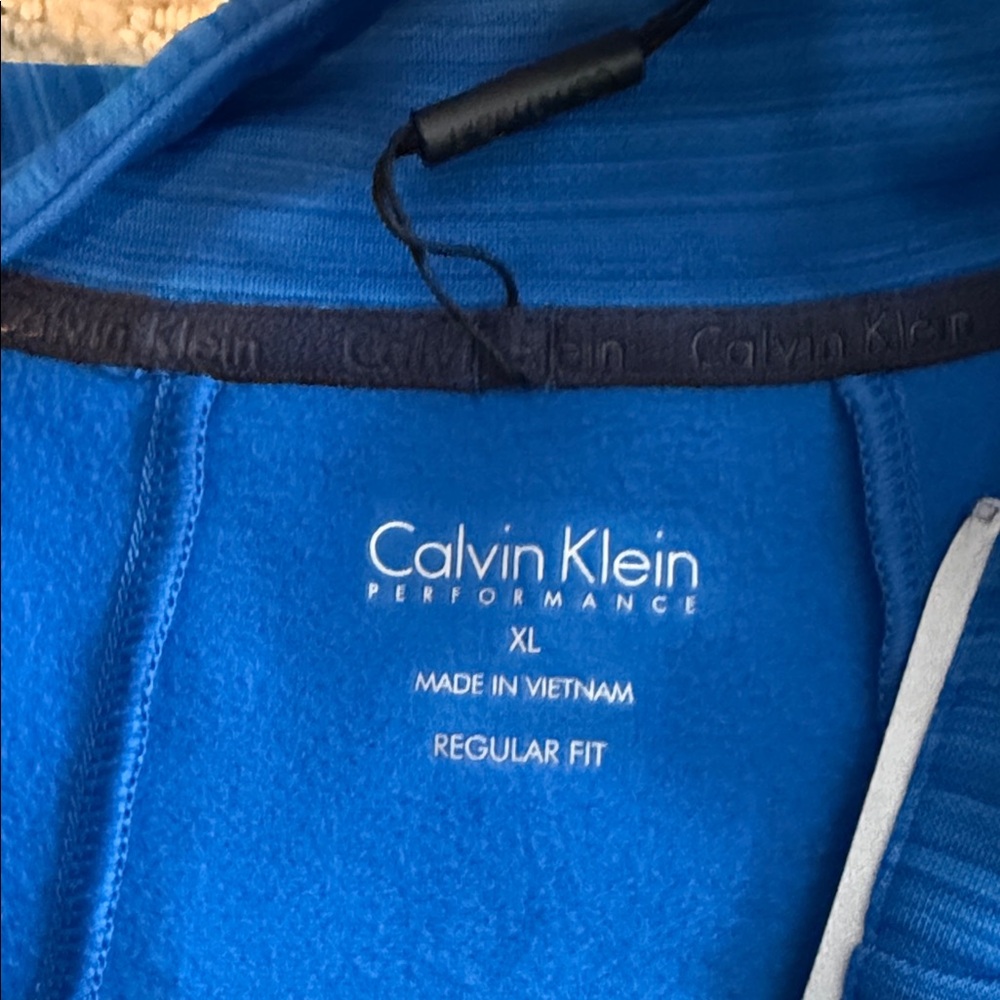 Calvin Klein Calvin Klein Calvin Klein
Calvin Klein
PERFORMANCE
XL
MADE IN VIETNAM
REGULAR FIT